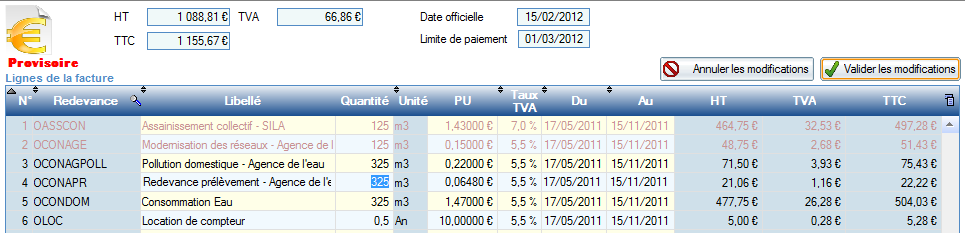 HT 1 088,81 € TVA 66,86 € Date officielle 15/02/2012
TTC 1 155,67 € Limite de paiement 01/03/2012
Provisoire
Lignes de la facture
Annuler les modifications Valider les modifications
N° Redevance Libellé Quantité Unité PU Taux TVA Du Au HT TVA TTC
1 OASSCON Assainissement collectif - SILA 125 m3 1,43000 € 7,0 % 17/05/2011 15/11/2011 464,75 € 32,53 € 497,28 €
2 OCONAGE Modernisation des réseaux - Agence de l 125 m3 0,15000 € 5,5 % 17/05/2011 15/11/2011 48,75 € 2,68 € 51,43 €
3 OCONAGPOLL Pollution domestique - Agence de l'eau 325 m3 0,22000 € 5,5 % 17/05/2011 15/11/2011 71,50 € 3,93 € 75,43 €
4 OCONAPR Redevance prélèvement - Agence de l'e 325 m3 0,06480 € 5,5 % 17/05/2011 15/11/2011 21,06 € 1,16 € 22,22 €
5 OCONDOM Consommation Eau 325 m3 1,47000 € 5,5 % 17/05/2011 15/11/2011 477,75 € 26,28 € 504,03 €
6 OLOC Location de compteur 0,5 An 10,00000 € 5,5 % 17/05/2011 15/11/2011 5,00 € 0,28 € 5,28 €